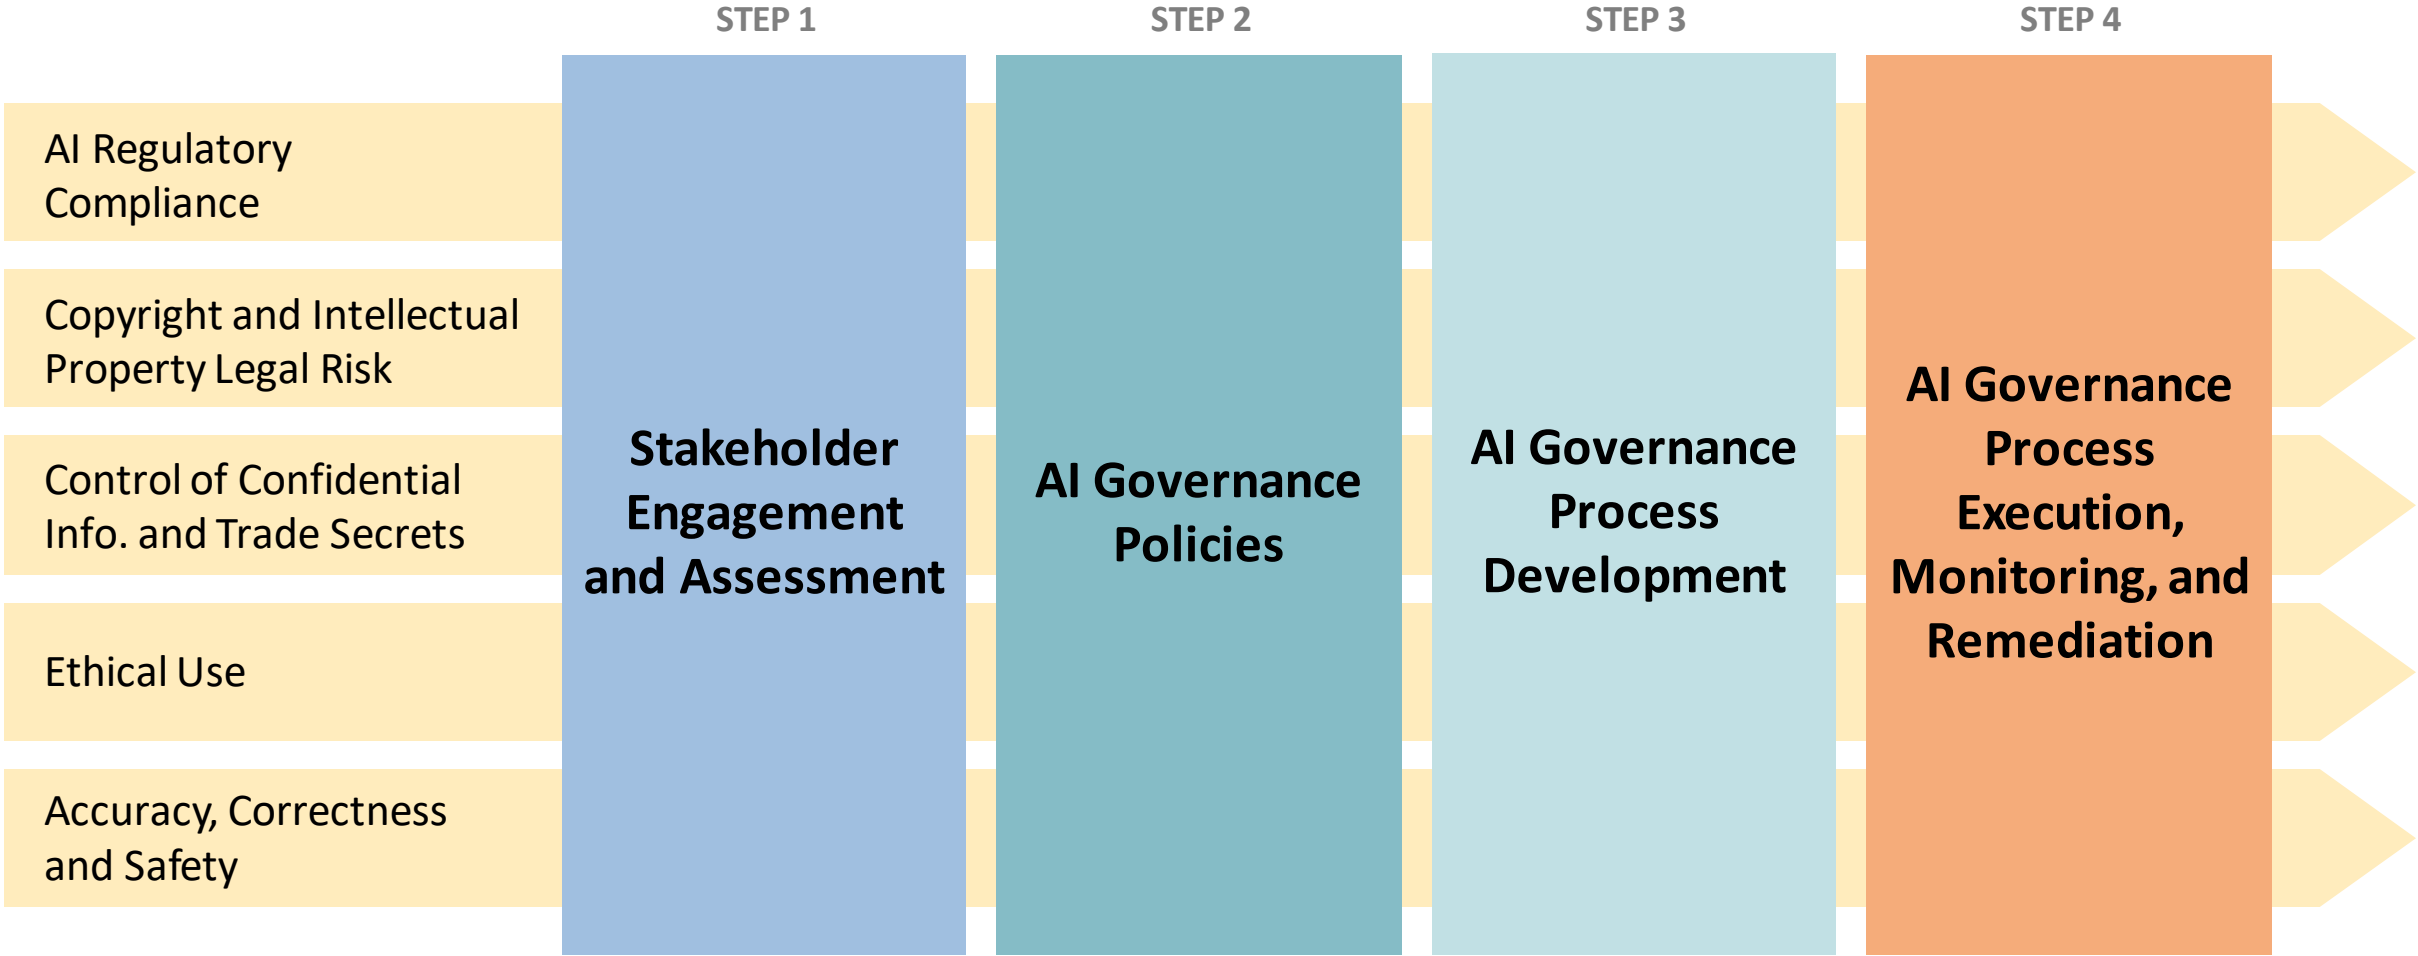 STEP 1
STEP 2
STEP 3
STEP 4
AI Regulatory
Compliance
Copyright and Intellectual
Property Legal Risk
Control of Confidential
Info. and Trade Secrets
Ethical Use
Accuracy, Correctness
and Safety
Stakeholder
Engagement
and Assessment
AI Governance
Policies
AI Governance
Process
Development
AI Governance
Process
Execution,
Monitoring, and
Remediation